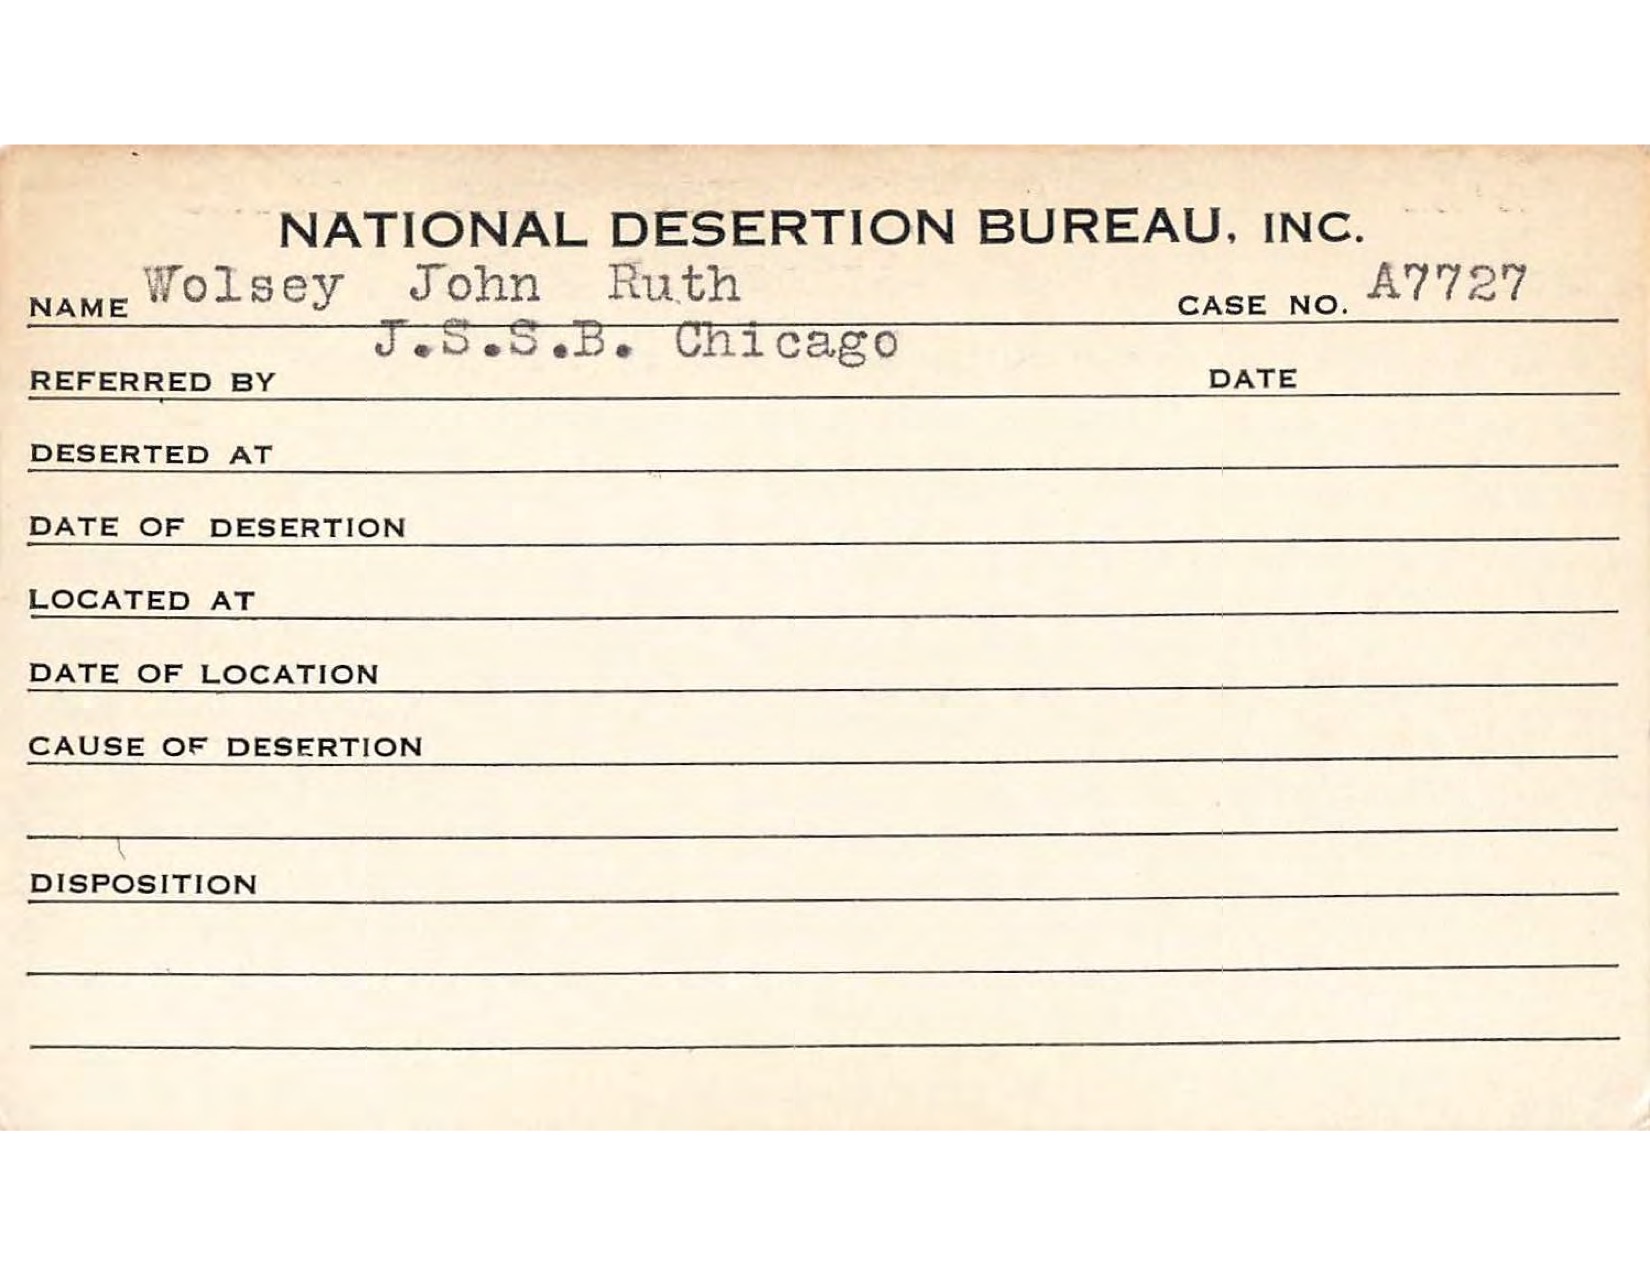 NATIONAL DESERTION BUREAU, INC.
NAME Wolsey John Ruth CASE NO. A7727
J.S.S.B. Chicago
REFERRED BY DATE
DESERTED AT
DATE OF DESERTION
LOCATED AT
DATE OF LOCATION
CAUSE OF DESERTION
DISPOSITION